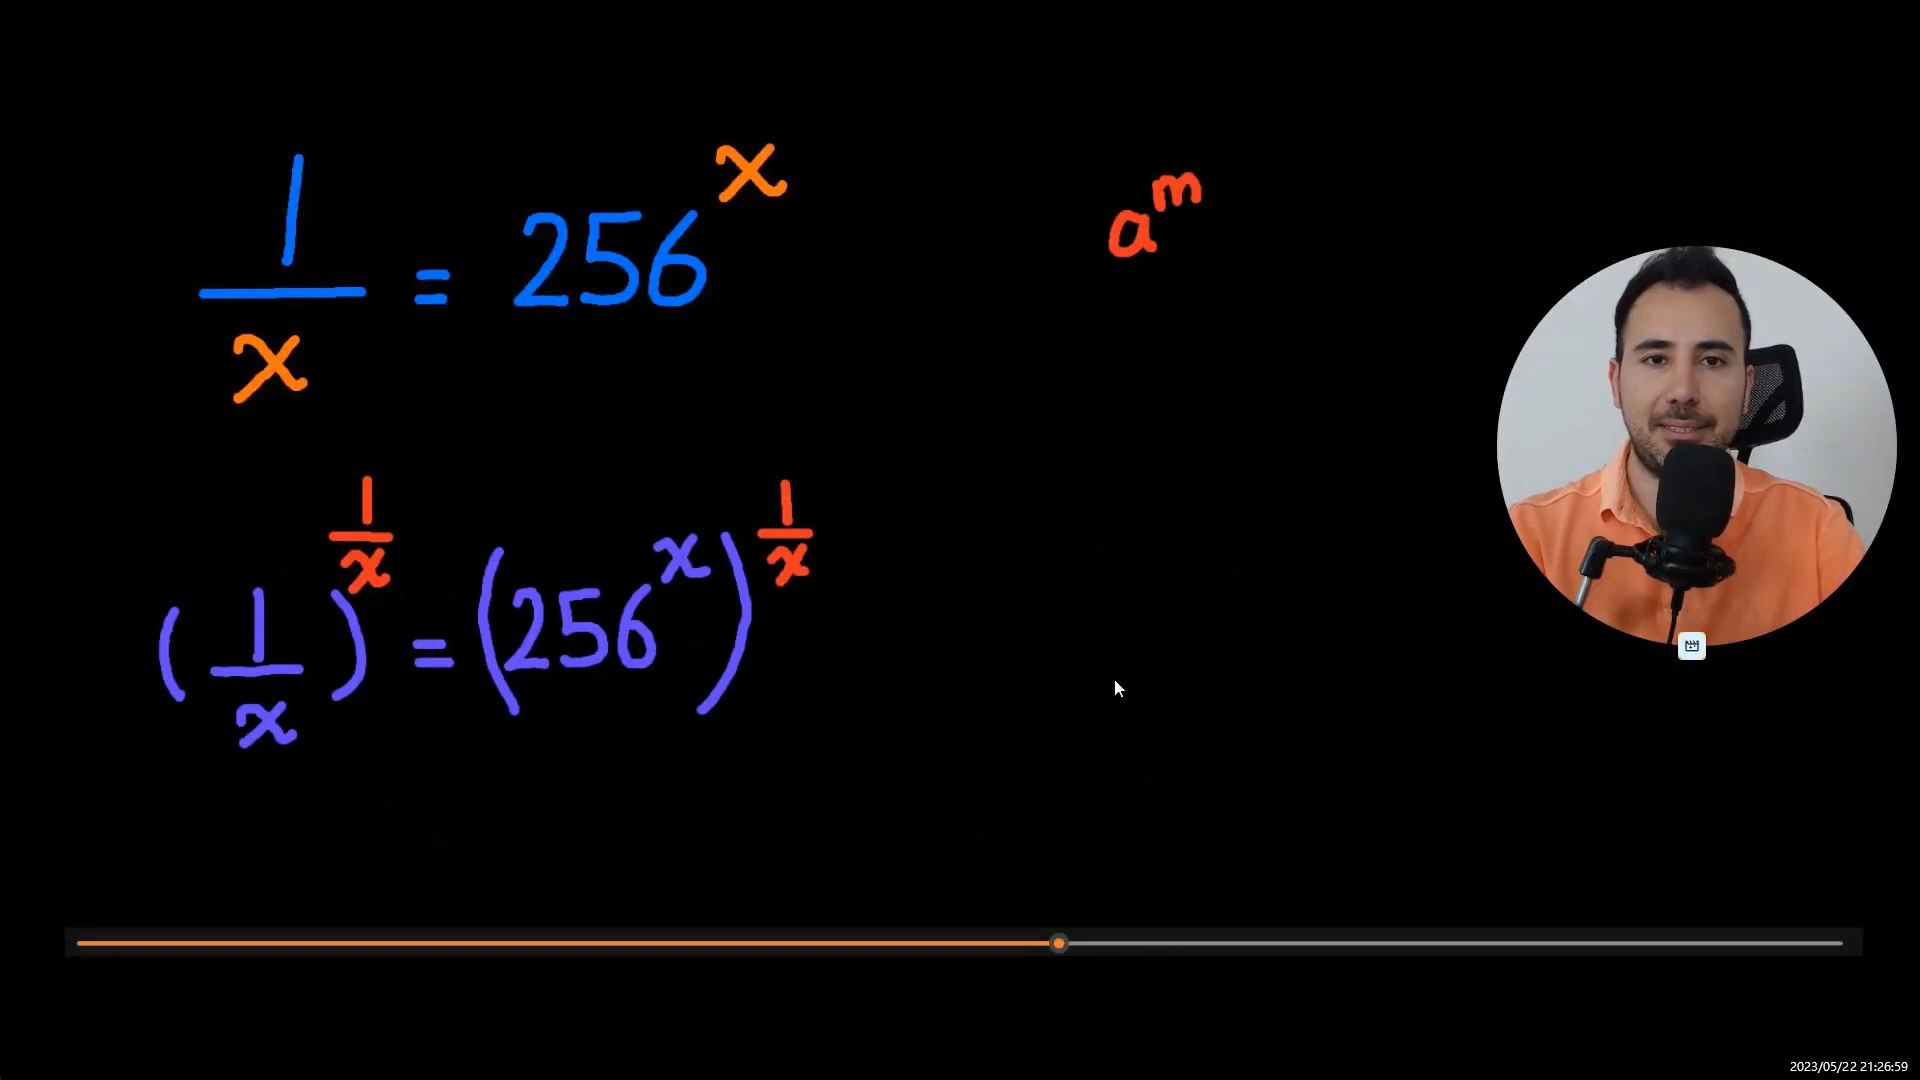 1/x = 256^x
a^m
(1/x)^(1/x) = (256^x)^(1/x)
2023/05/22 21:26:59